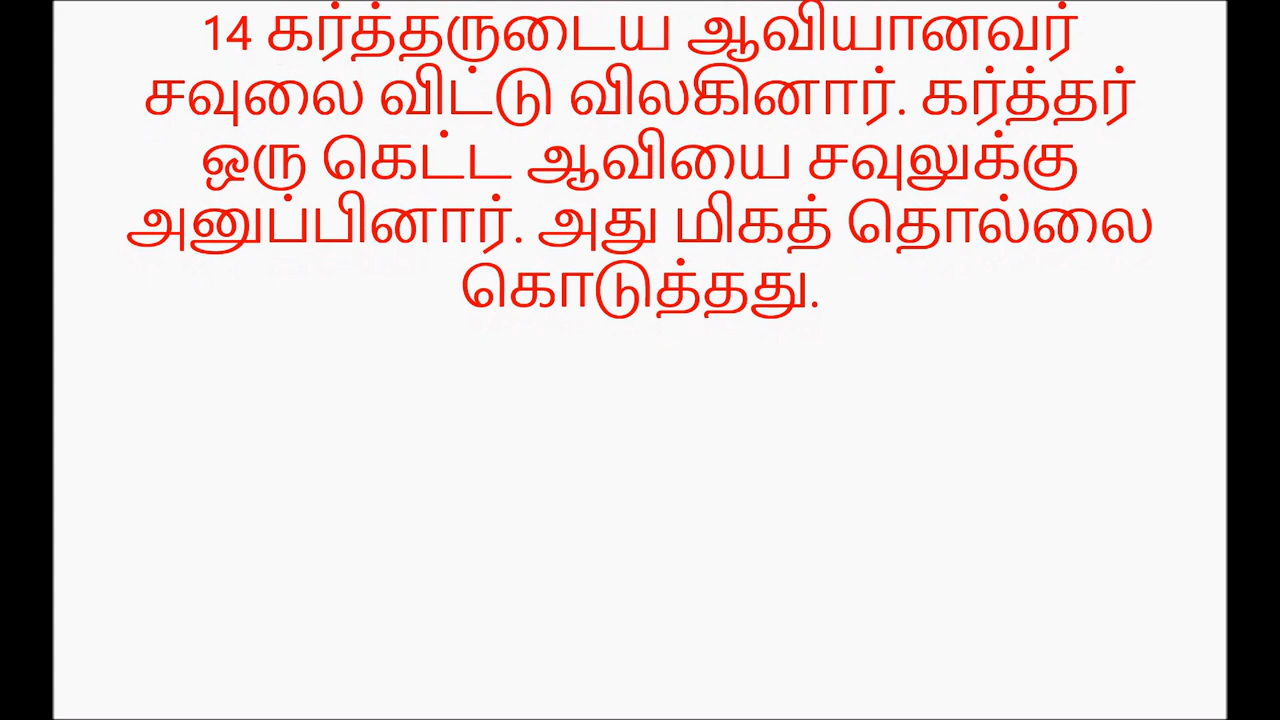 14 கர்த்தருடைய ஆவியானவர்
சவுலை விட்டு விலகினார். கர்த்தர்
ஒரு கெட்ட ஆவியை சவுலுக்கு
அனுப்பினார். அது மிகத் தொல்லை
கொடுத்தது.